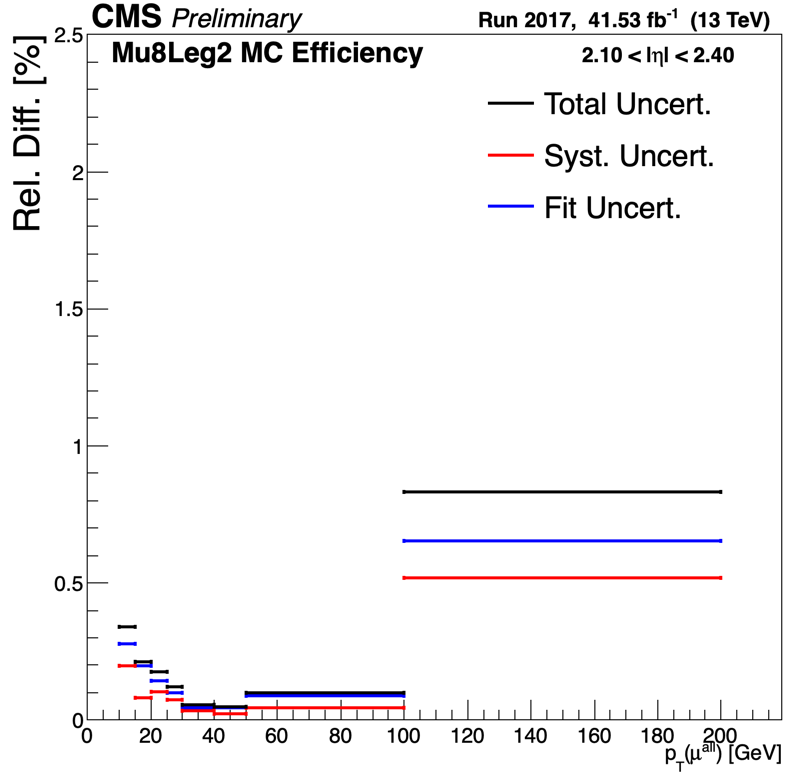 CMS Preliminary
Run 2017, 41.53 fb⁻¹ (13 TeV)
Mu8Leg2 MC Efficiency
2.10 < |η| < 2.40
Total Uncert.
Syst. Uncert.
Fit Uncert.
Rel. Diff. [%]
2.5
2
1.5
1
0.5
0
0 20 40 60 80 100 120 140 160 180 200
p_T(μ^all) [GeV]